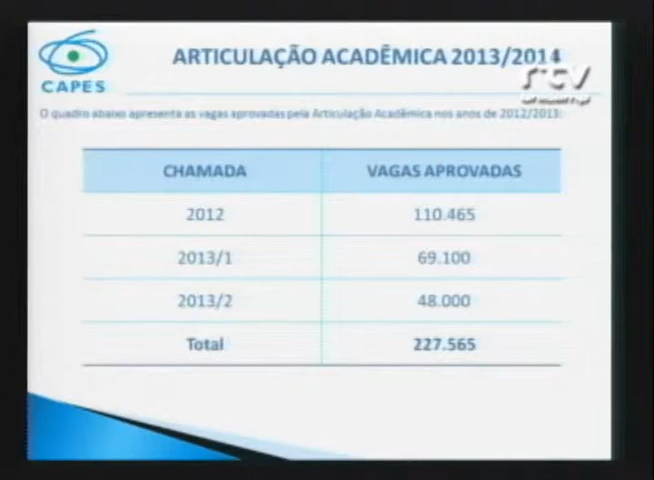 CAPES
ARTICULAÇÃO ACADÊMICA 2013/2014
O quadro abaixo apresenta as vagas aprovadas pela Articulação Acadêmica nos anos de 2012/2013:
CHAMADA VAGAS APROVADAS
2012 110.465
2013/1 69.100
2013/2 48.000
Total 227.565